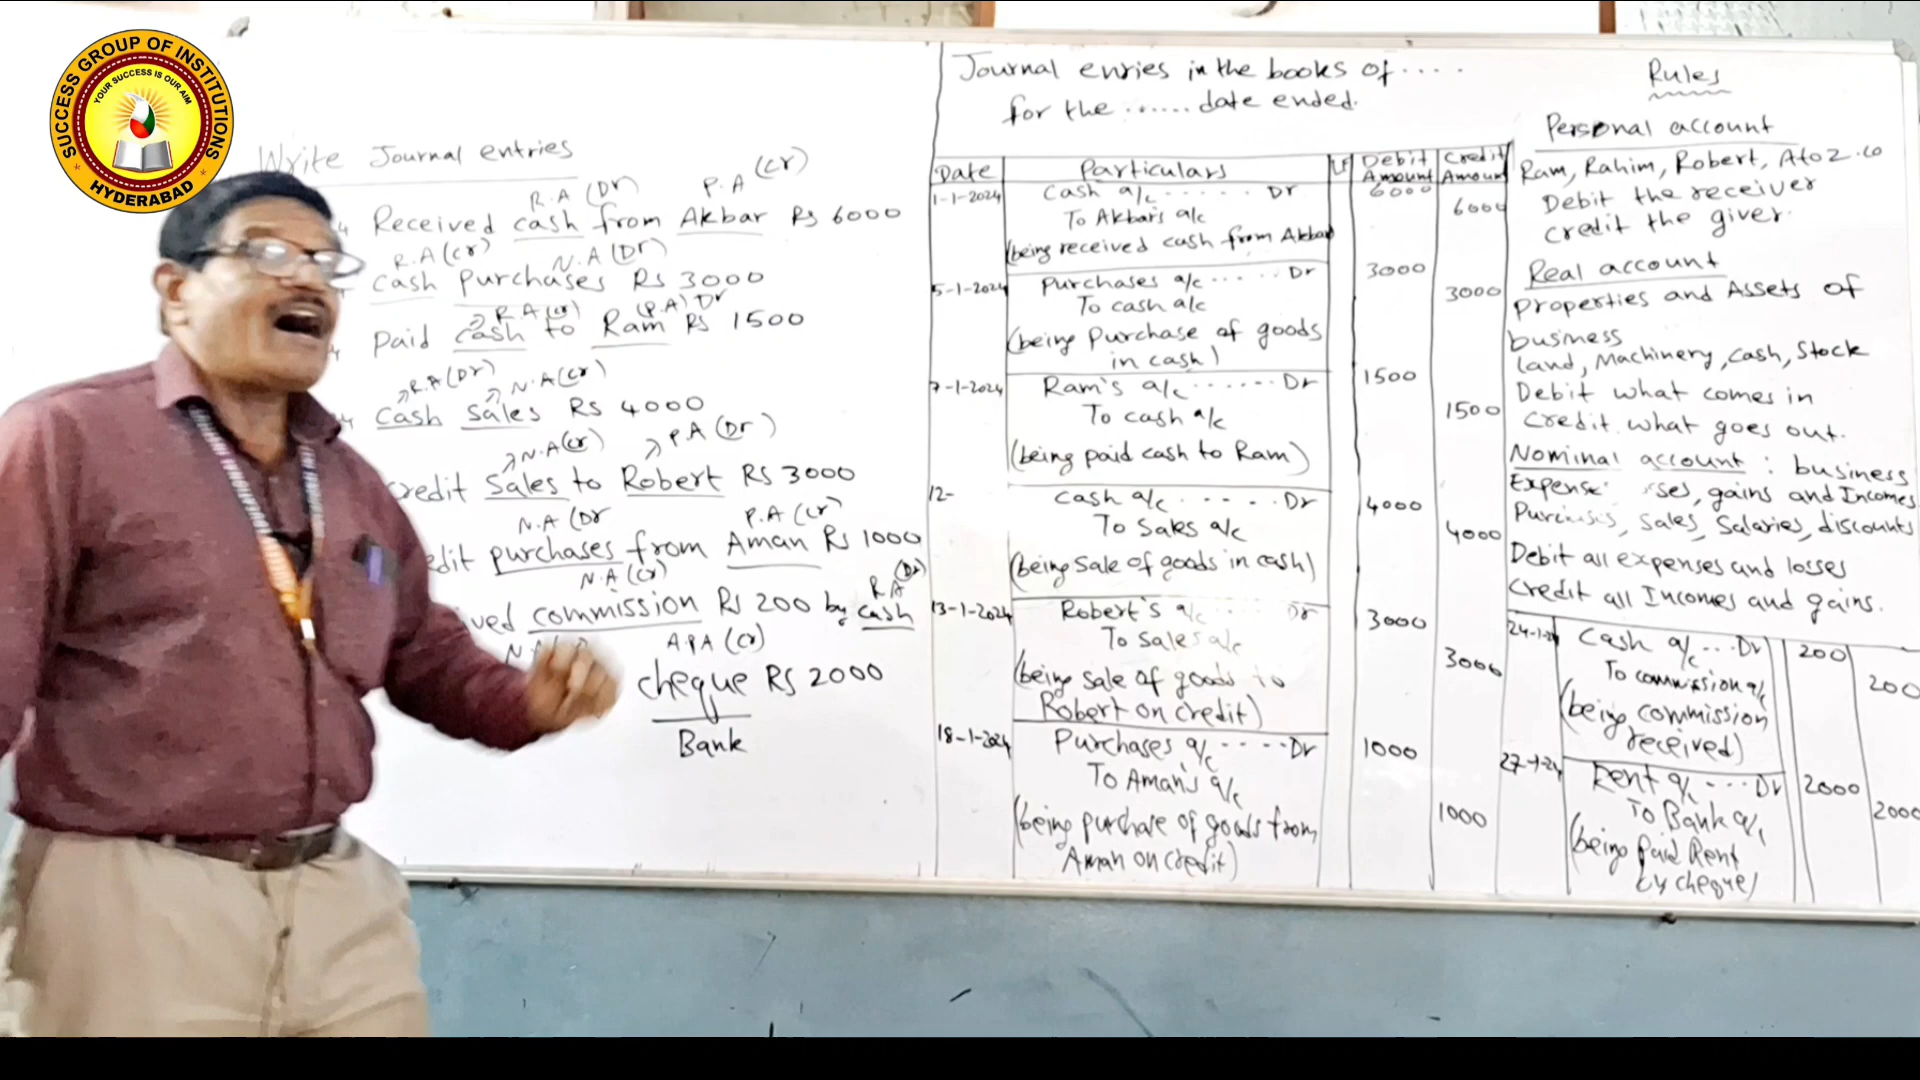 SUCCESS GROUP OF INSTITUTIONS
YOUR SUCCESS IS OUR AIM
HYDERABAD
Write Journal entries
R.A (Dr) P.A (Cr)
Received cash from Akbar Rs 6000
R.A (cr) N.A (Dr)
Cash purchases Rs 3000
R.A (cr) (P.A) Dr
Paid cash to Ram Rs 1500
R.A (Dr) N.A (Cr)
Cash Sales Rs 4000
N.A (cr) P.A (Dr)
credit Sales to Robert Rs 3000
N.A (Dr P.A (Cr)
edit purchases from Aman Rs 1000
N.A (Cr) R.A (Dr)
ived commission Rs 200 by cash
A.P.A (Cr)
cheque Rs 2000
Bank
Journal enries in the books of ....
for the ...... date ended.
Date Particulars LF Debit Amount Credit Amount
1-1-2024 Cash a/c ...... Dr 6000
To Akbar's a/c 6000
(being received cash from Akbar
5-1-2024 Purchases a/c ..... Dr 3000
To cash a/c 3000
(being Purchase of goods
in cash)
7-1-2024 Ram's a/c ...... Dr 1500
To cash a/c 1500
(being paid cash to Ram)
12- Cash a/c ..... Dr 4000
To Sales a/c 4000
(being Sale of goods in cash)
13-1-2024 Robert's a/c .... Dr 3000
To Sales a/c 3000
(being sale of goods to
Robert on credit)
18-1-2024 Purchases a/c ....Dr 1000
To Aman's a/c
(being purchase of goods from 1000
Aman on credit)
Rules
Personal account
Ram, Rahim, Robert, A to Z .co
Debit the receiver
Credit the giver.
Real account
Properties and Assets of
business
Land, Machinery, Cash, Stock
Debit what comes in
Credit what goes out.
Nominal account : business
Expense sses, gains and Incomes
Purchases, Sales, Salaries, discounts
Debit all expenses and losses
Credit all Incomes and gains.
24-1-24 Cash a/c ...Dr 200
To commission a/c 200
(being commission
received)
27-1-24 Rent a/c ... Dr 2000
To Bank a/c 2000
(being Paid Rent
by cheque)